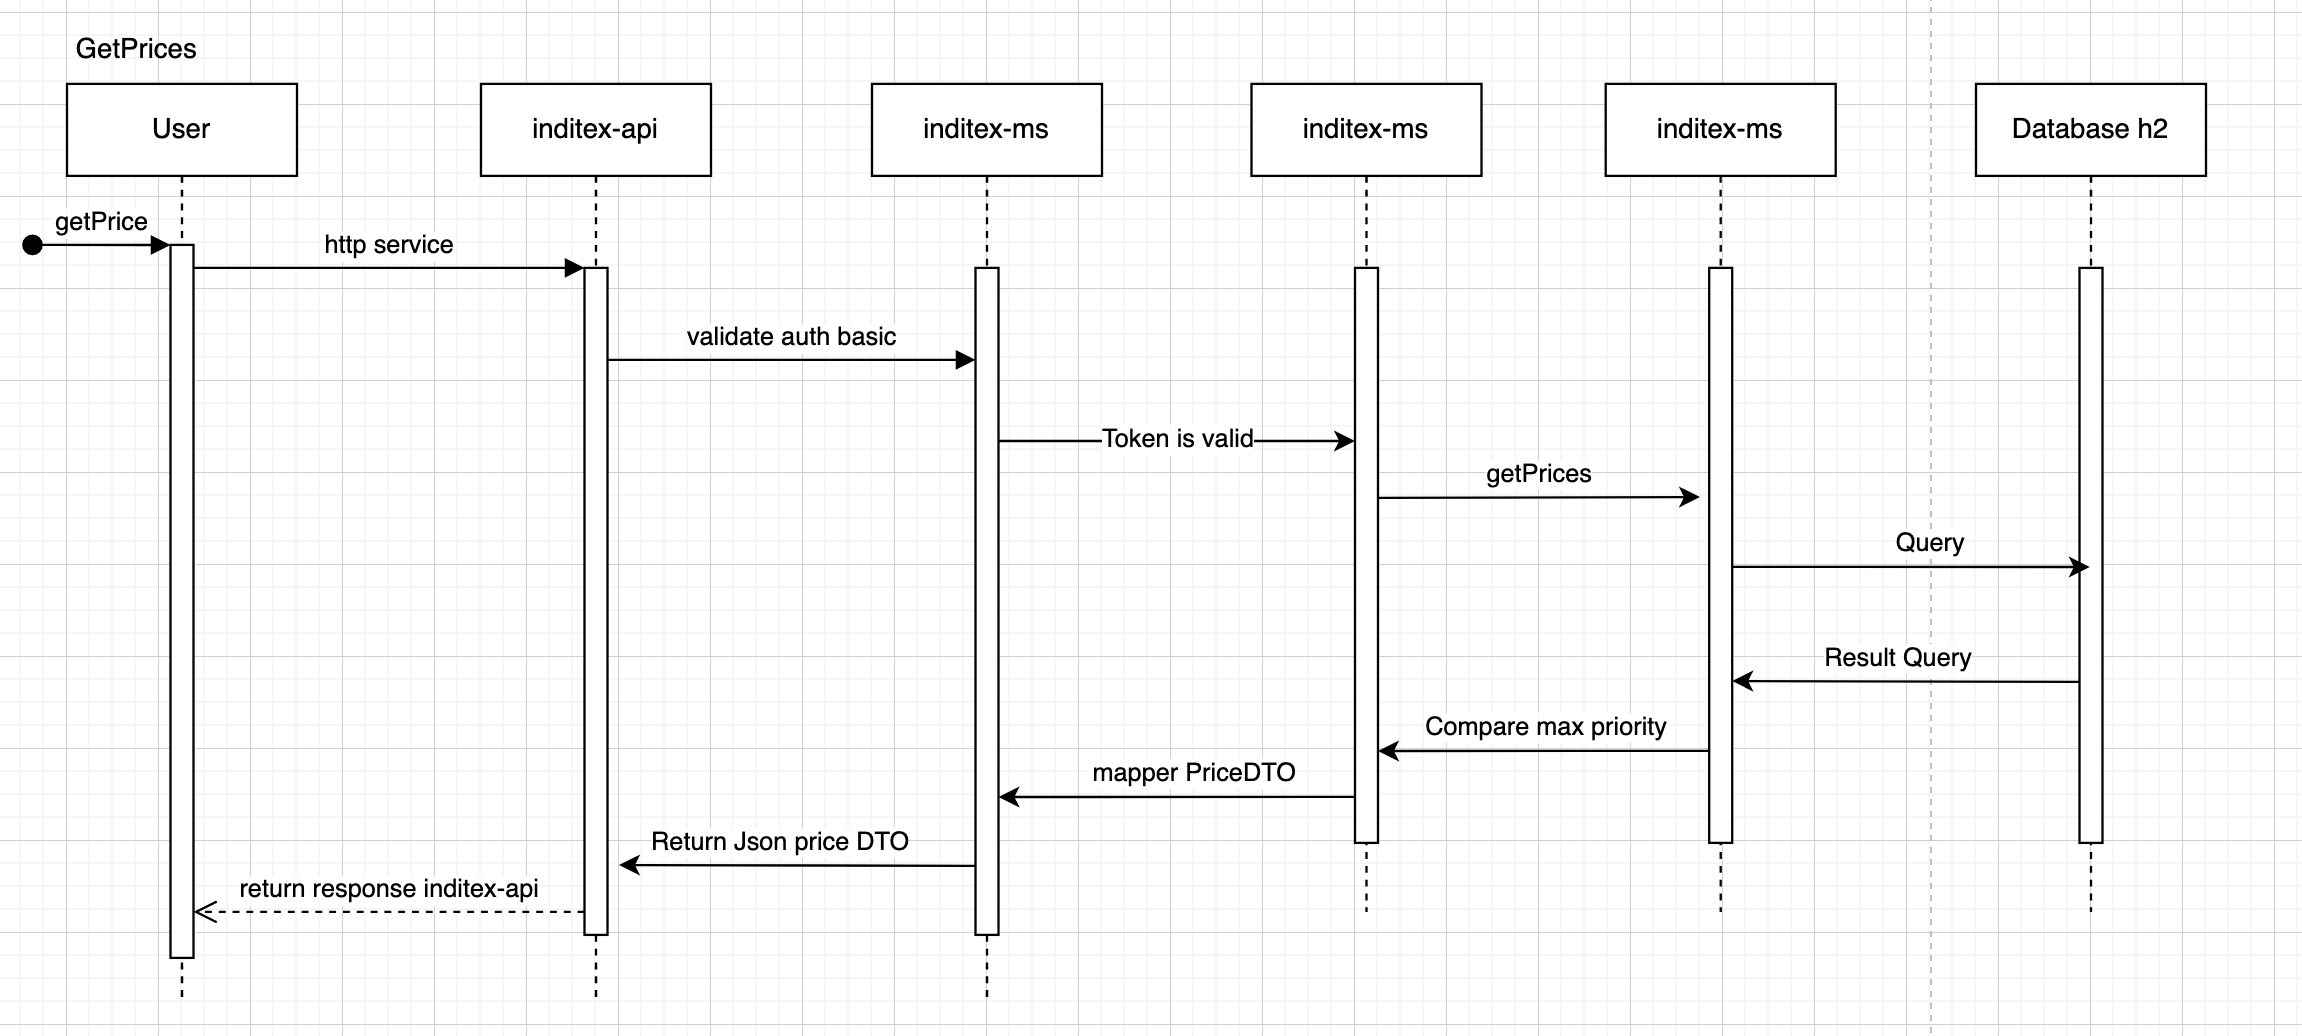 GetPrices
User
inditex-api
inditex-ms
inditex-ms
inditex-ms
Database h2
getPrice
http service
validate auth basic
Token is valid
getPrices
Query
Result Query
Compare max priority
mapper PriceDTO
Return Json price DTO
return response inditex-api